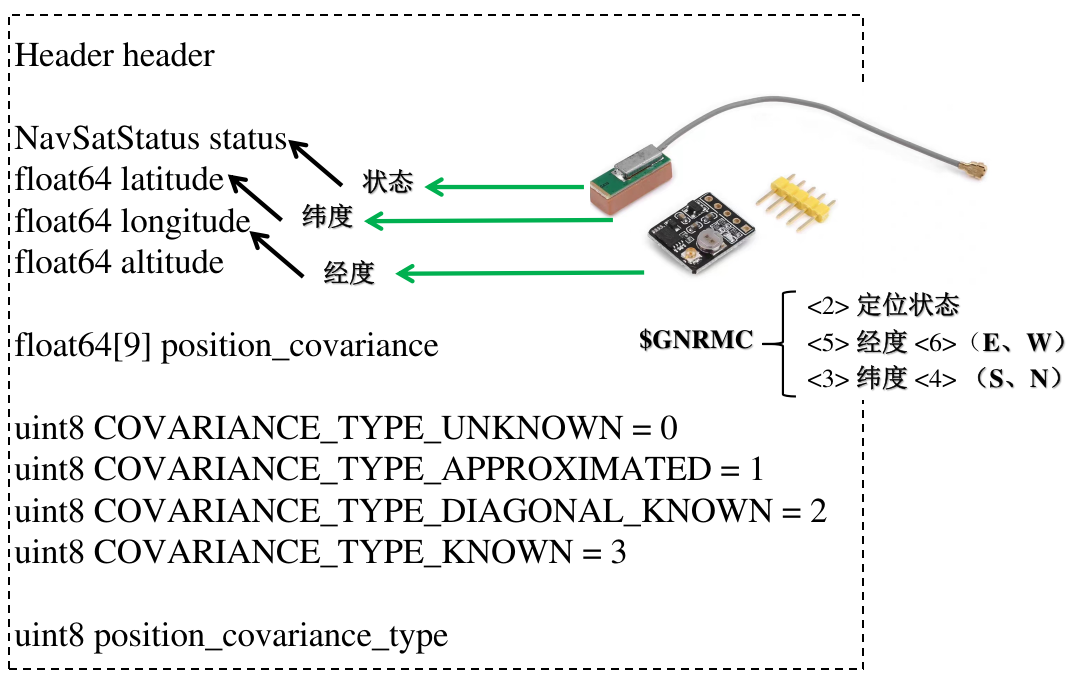 Header header
NavSatStatus status
状态
float64 latitude
纬度
float64 longitude
经度
float64 altitude
$GNRMC
<2> 定位状态
<5> 经度 <6>（E、W）
<3> 纬度 <4> （S、N）
float64[9] position_covariance
uint8 COVARIANCE_TYPE_UNKNOWN = 0
uint8 COVARIANCE_TYPE_APPROXIMATED = 1
uint8 COVARIANCE_TYPE_DIAGONAL_KNOWN = 2
uint8 COVARIANCE_TYPE_KNOWN = 3
uint8 position_covariance_type